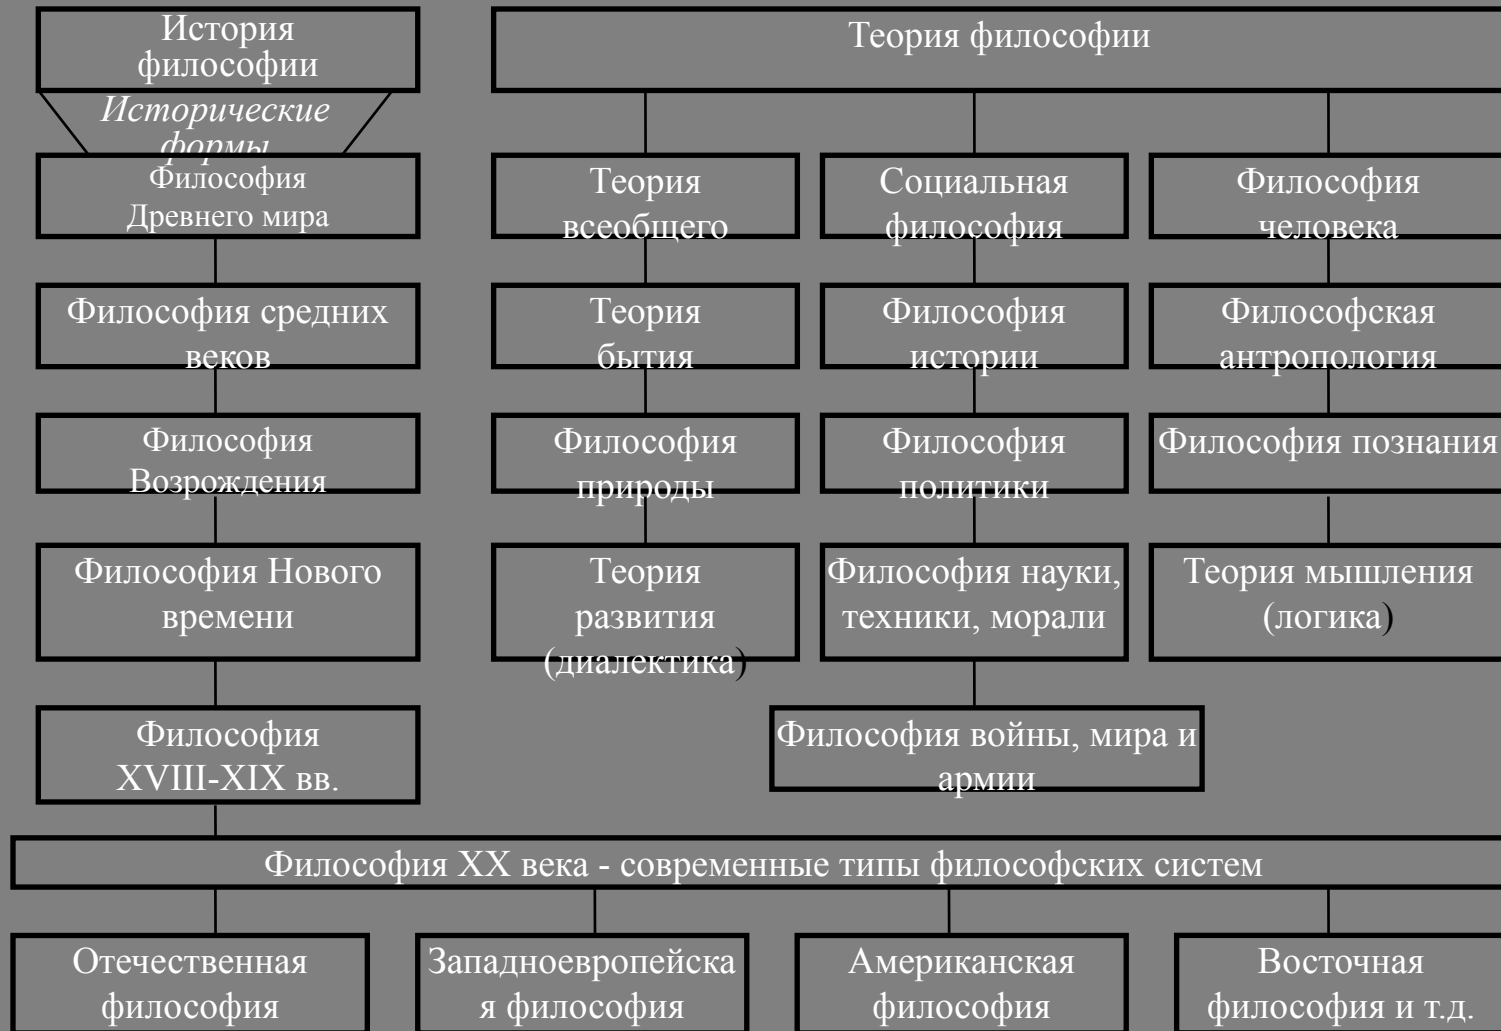 История
философии
Теория философии
Исторические
формы
Философия
Древнего мира
Теория
всеобщего
Социальная
философия
Философия
человека
Философия средних
веков
Теория
бытия
Философия
истории
Философская
антропология
Философия
Возрождения
Философия
природы
Философия
политики
Философия познания
Философия Нового
времени
Теория
развития
(диалектика)
Философия науки,
техники, морали
Теория мышления
(логика)
Философия
XVIII-XIX вв.
Философия войны, мира и
армии
Философия XX века - современные типы философских систем
Отечественная
философия
Западноевропейска
я философия
Американская
философия
Восточная
философия и т.д.